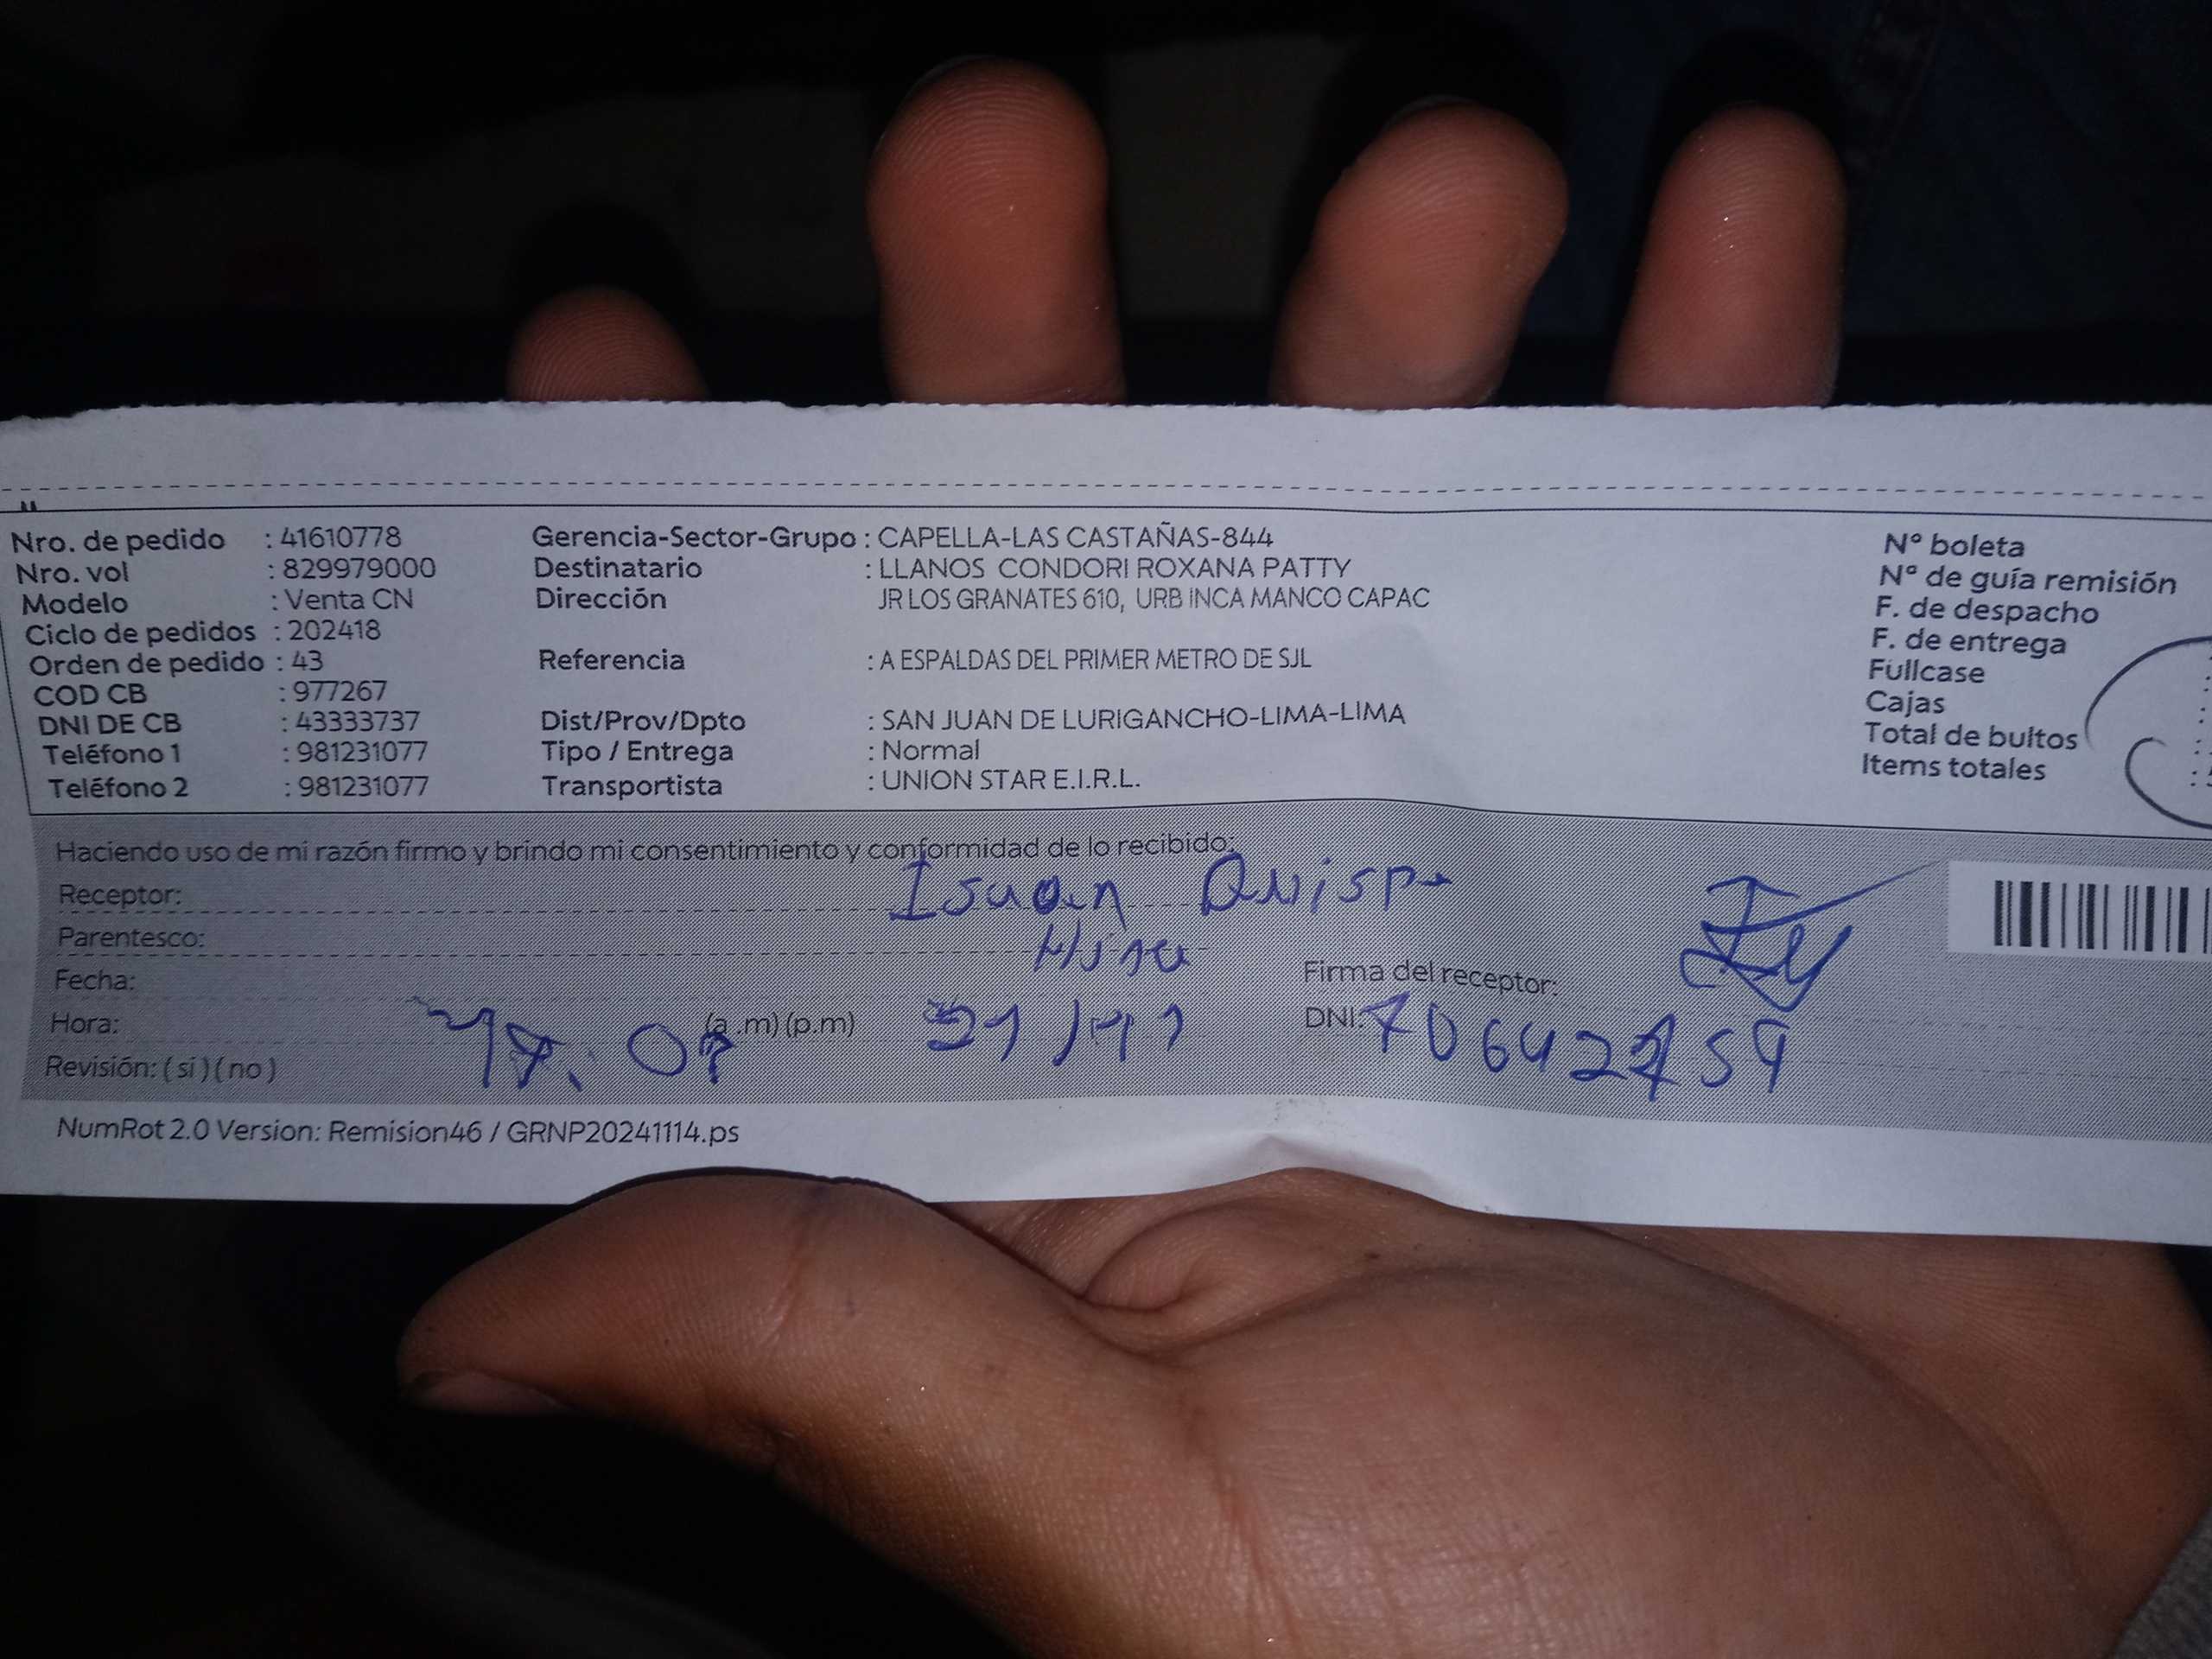 Nro. de pedido : 41610778 Gerencia-Sector-Grupo : CAPELLA-LAS CASTAÑAS-844 N° boleta
Nro. vol : 829979000 Destinatario : LLANOS CONDORI ROXANA PATTY N° de guía remisión
Modelo : Venta CN Dirección JR LOS GRANATES 610, URB INCA MANCO CAPAC F. de despacho
Ciclo de pedidos : 202418 F. de entrega
Orden de pedido : 43 Referencia : A ESPALDAS DEL PRIMER METRO DE SJL Fullcase
COD CB : 977267 Cajas
DNI DE CB : 43333737 Dist/Prov/Dpto : SAN JUAN DE LURIGANCHO-LIMA-LIMA Total de bultos
Teléfono 1 : 981231077 Tipo / Entrega : Normal Items totales
Teléfono 2 : 981231077 Transportista : UNION STAR E.I.R.L.
Haciendo uso de mi razón firmo y brindo mi consentimiento y conformidad de lo recibido:
Receptor: Quispe
Parentesco:
Fecha: Firma del receptor:
Hora: (a.m) (p.m) DNI:
Revisión: ( si ) ( no )
NumRot 2.0 Version: Remision46 / GRNP20241114.ps